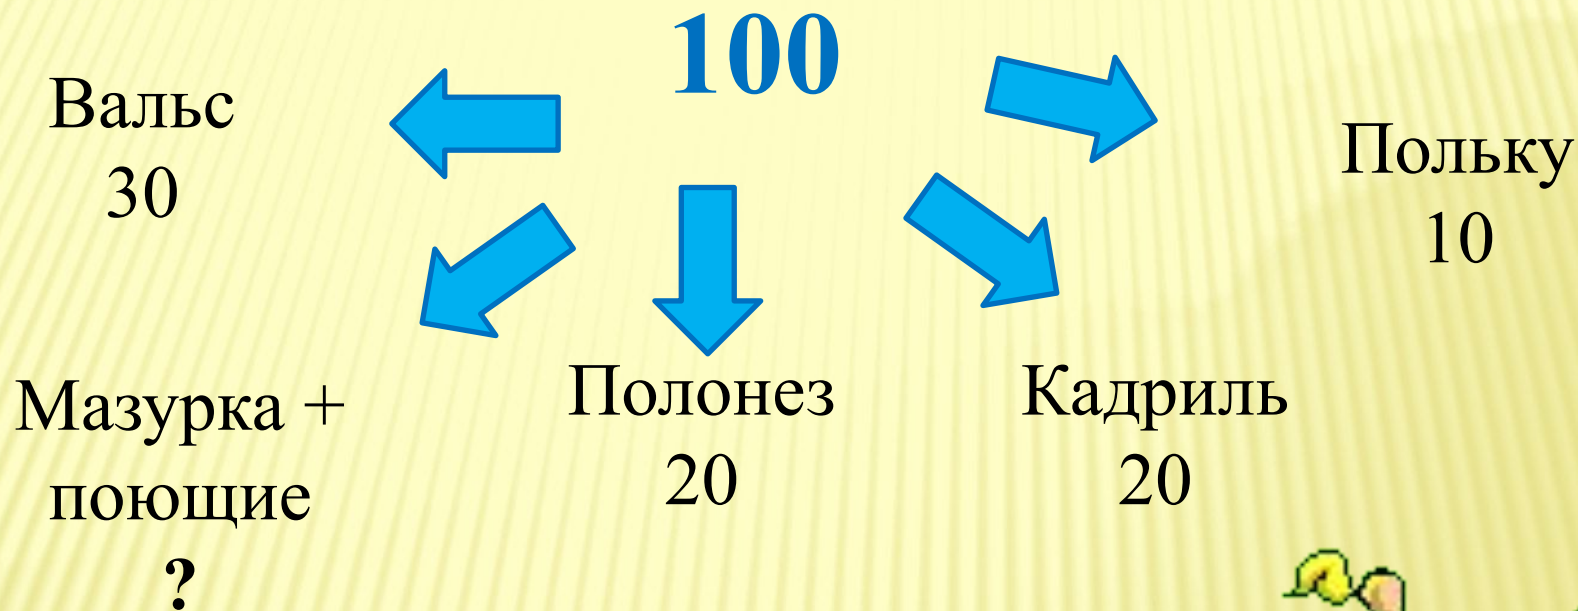 100
Вальс
30
Польку
10
Мазурка +
поющие
?
Полонез
20
Кадриль
20